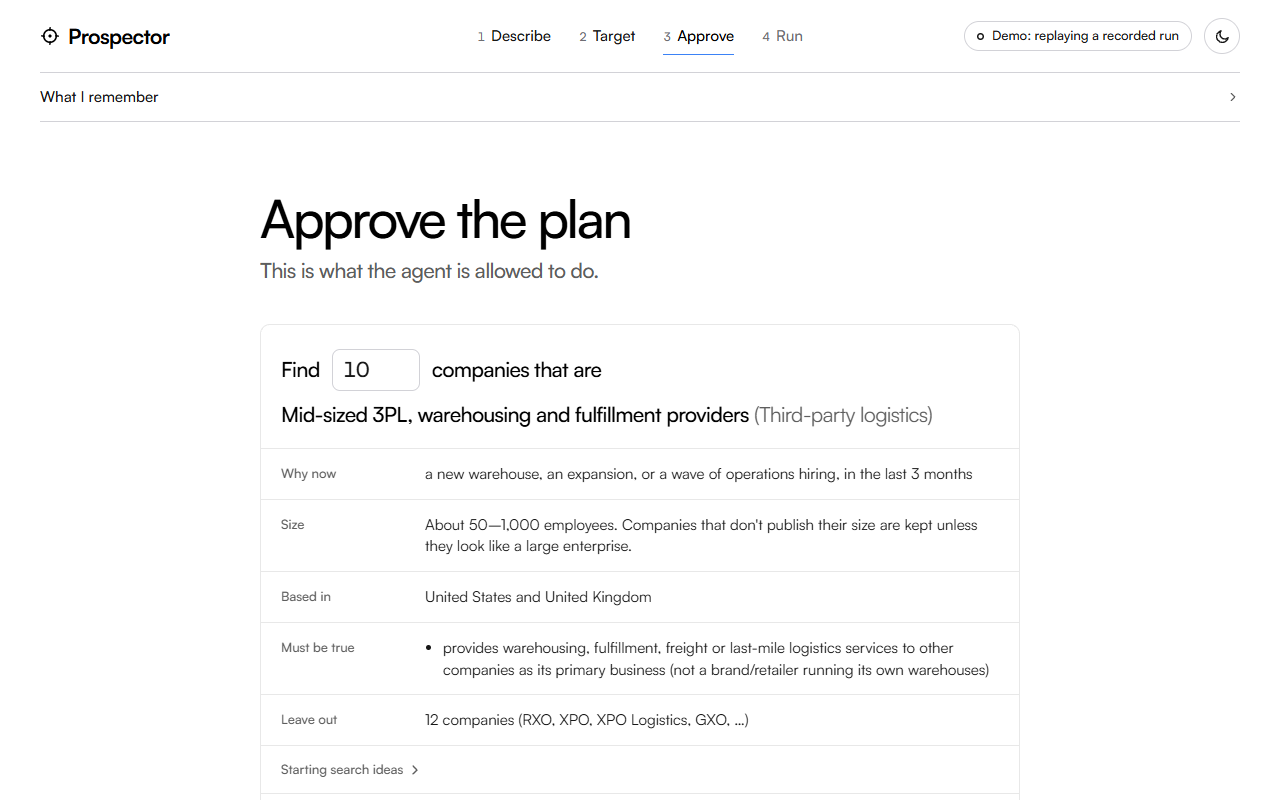 Prospector
1 Describe
2 Target
3 Approve
4 Run
Demo: replaying a recorded run
What I remember
Approve the plan
This is what the agent is allowed to do.
Find 10 companies that are
Mid-sized 3PL, warehousing and fulfillment providers (Third-party logistics)
Why now
a new warehouse, an expansion, or a wave of operations hiring, in the last 3 months
Size
About 50–1,000 employees. Companies that don't publish their size are kept unless
they look like a large enterprise.
Based in
United States and United Kingdom
Must be true
• provides warehousing, fulfillment, freight or last-mile logistics services to other
companies as its primary business (not a brand/retailer running its own warehouses)
Leave out
12 companies (RXO, XPO, XPO Logistics, GXO, …)
Starting search ideas